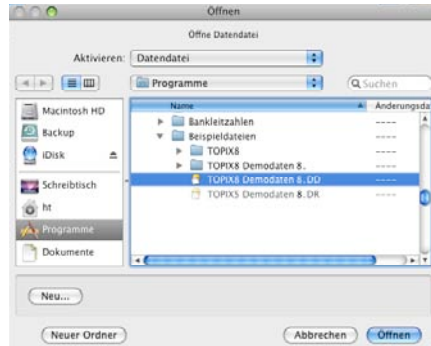 Öffnen
Öffne Datendatei
Aktivieren: Datendatei
Programme
Suchen
Name Änderungsda
Macintosh HD
Backup
iDisk
Schreibtisch
ht
Programme
Dokumente
Bankleitzahlen ----
Beispieldateien ----
TOPIX8 ----
TOPIX8 Demodaten 8. ----
TOPIX8 Demodaten 8.DD ----
TOPIX5 Demodaten 8.DR ----
Neu...
Neuer Ordner Abbrechen Öffnen